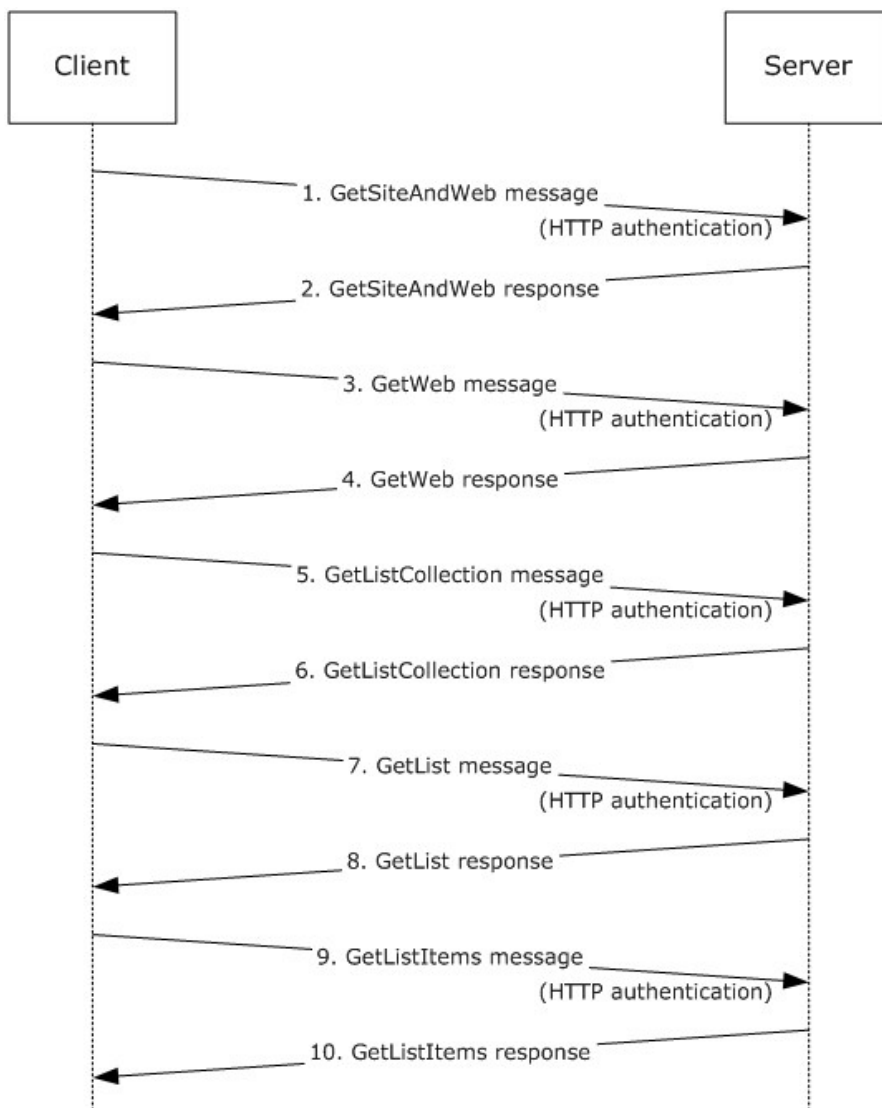 Client
Server
1. GetSiteAndWeb message
(HTTP authentication)
2. GetSiteAndWeb response
3. GetWeb message
(HTTP authentication)
4. GetWeb response
5. GetListCollection message
(HTTP authentication)
6. GetListCollection response
7. GetList message
(HTTP authentication)
8. GetList response
9. GetListItems message
(HTTP authentication)
10. GetListItems response